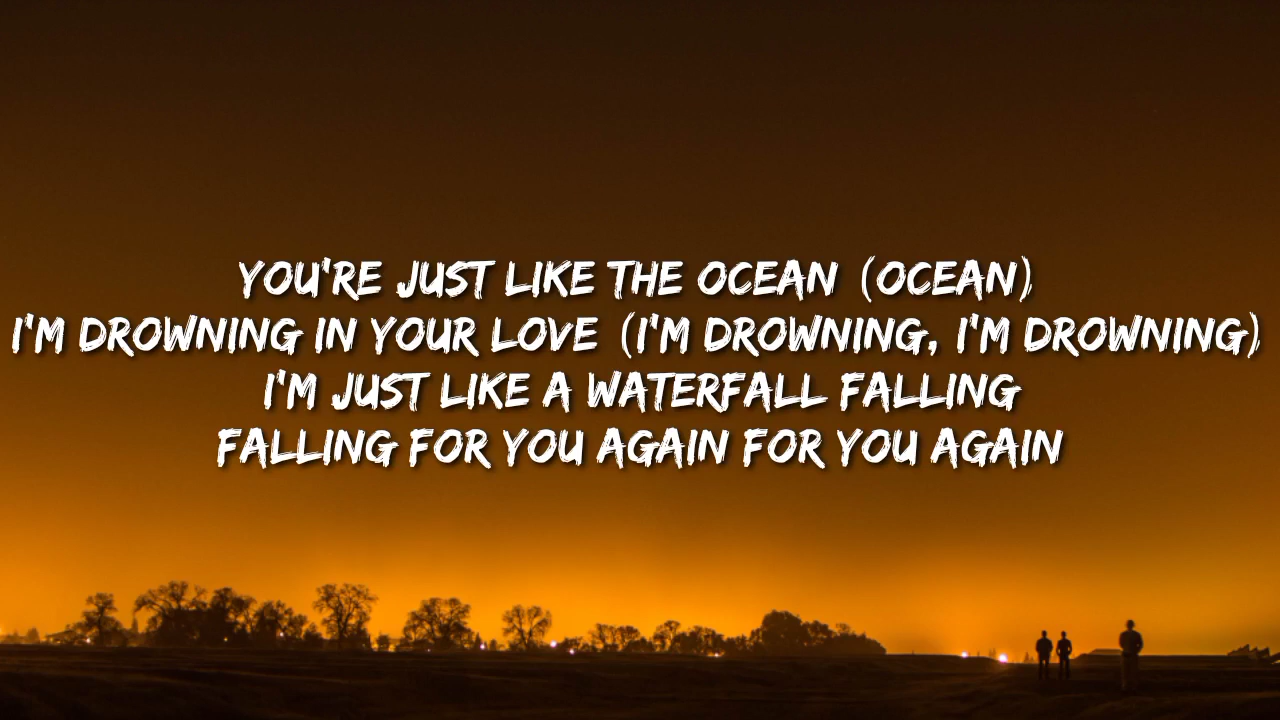 YOU'RE JUST LIKE THE OCEAN (OCEAN)
I'M DROWNING IN YOUR LOVE (I'M DROWNING, I'M DROWNING)
I'M JUST LIKE A WATERFALL FALLING
FALLING FOR YOU AGAIN FOR YOU AGAIN